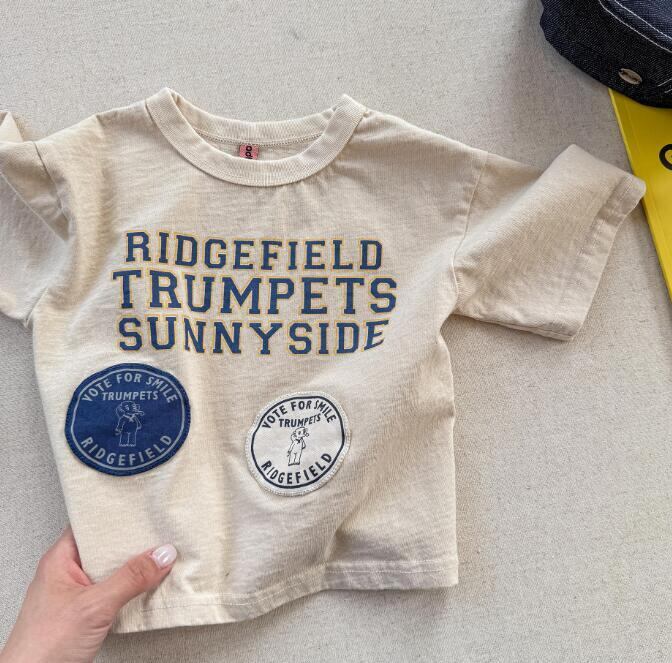 RIDGEFIELD
TRUMPETS
SUNNYSIDE
VOTE FOR SMILE
TRUMPETS
RIDGEFIELD
VOTE FOR SMILE
TRUMPETS
RIDGEFIELD